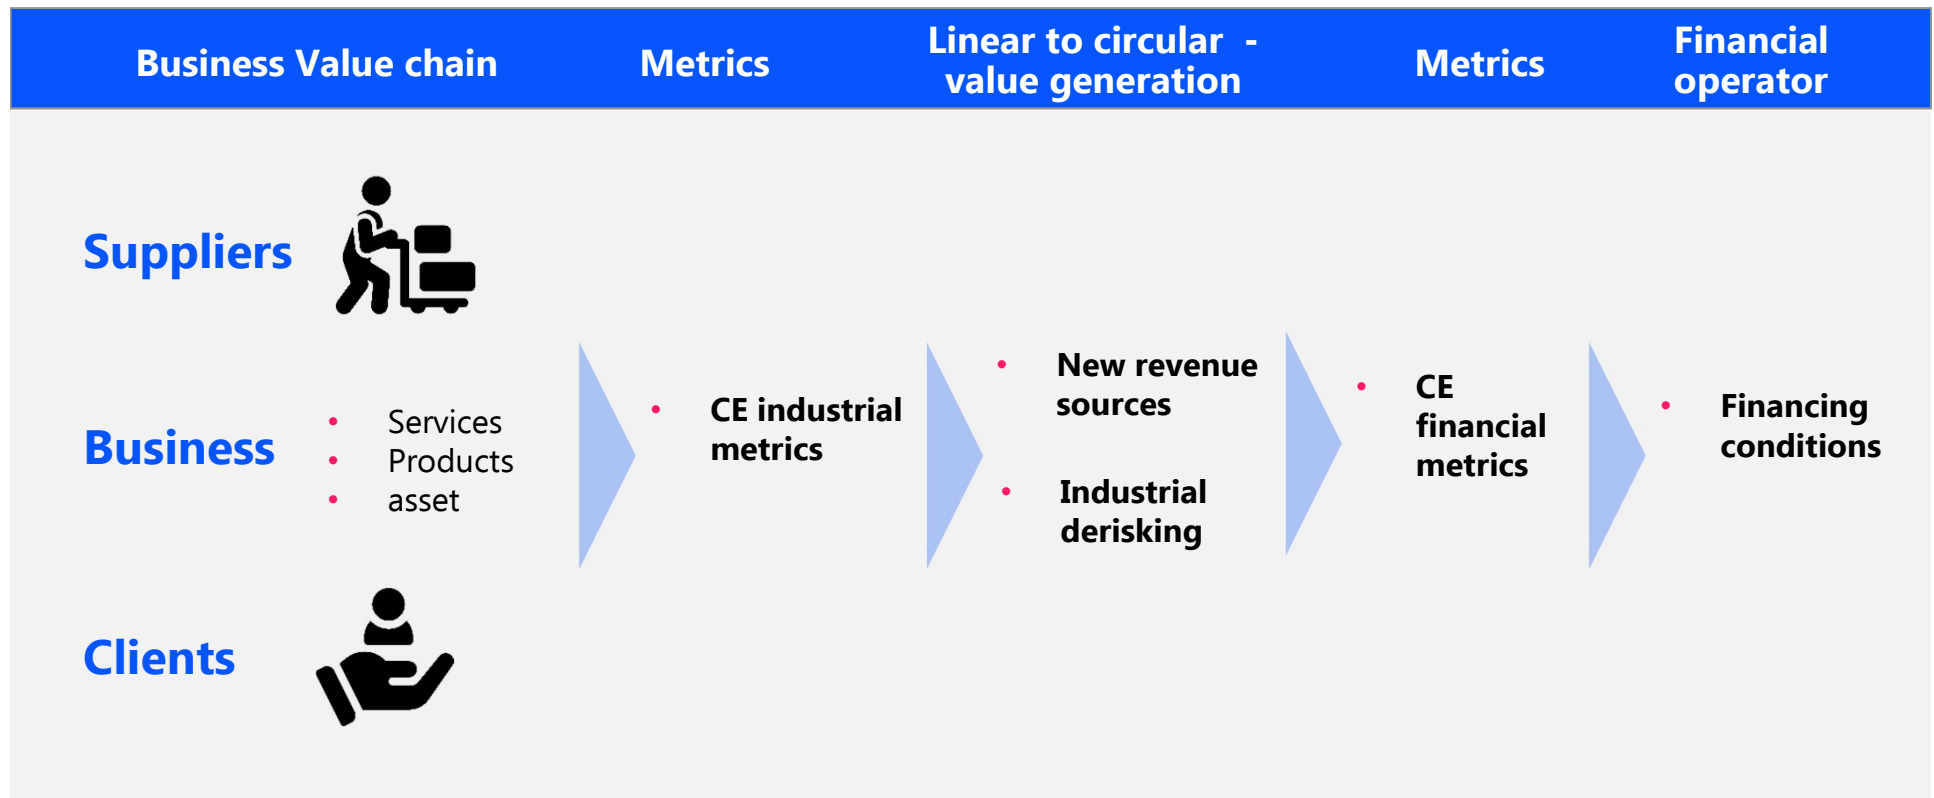 Business Value chain
Metrics
Linear to circular -
value generation
Metrics
Financial
operator
Suppliers
Business
• Services
• Products
• asset
Clients
• CE industrial
metrics
• New revenue
sources
• Industrial
derisking
• CE
financial
metrics
• Financing
conditions